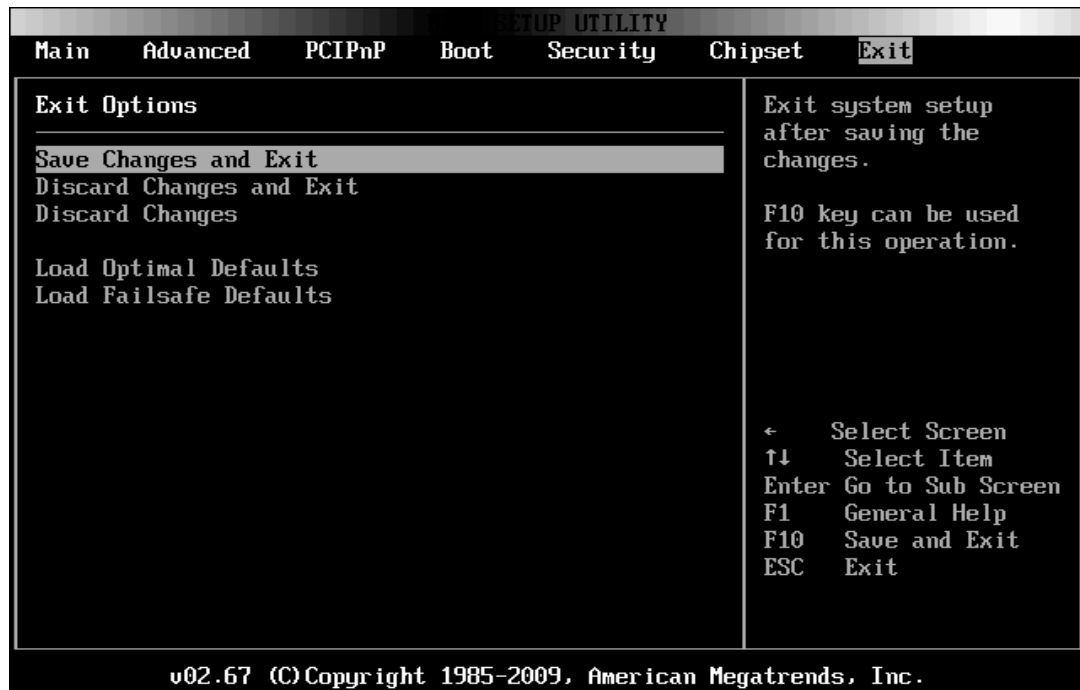 SETUP UTILITY
Main Advanced PCIPnP Boot Security Chipset Exit
Exit Options
Save Changes and Exit
Discard Changes and Exit
Discard Changes
Load Optimal Defaults
Load Failsafe Defaults
Exit system setup
after saving the
changes.
F10 key can be used
for this operation.
← Select Screen
↑↓ Select Item
Enter Go to Sub Screen
F1 General Help
F10 Save and Exit
ESC Exit
v02.67 (C)Copyright 1985-2009, American Megatrends, Inc.